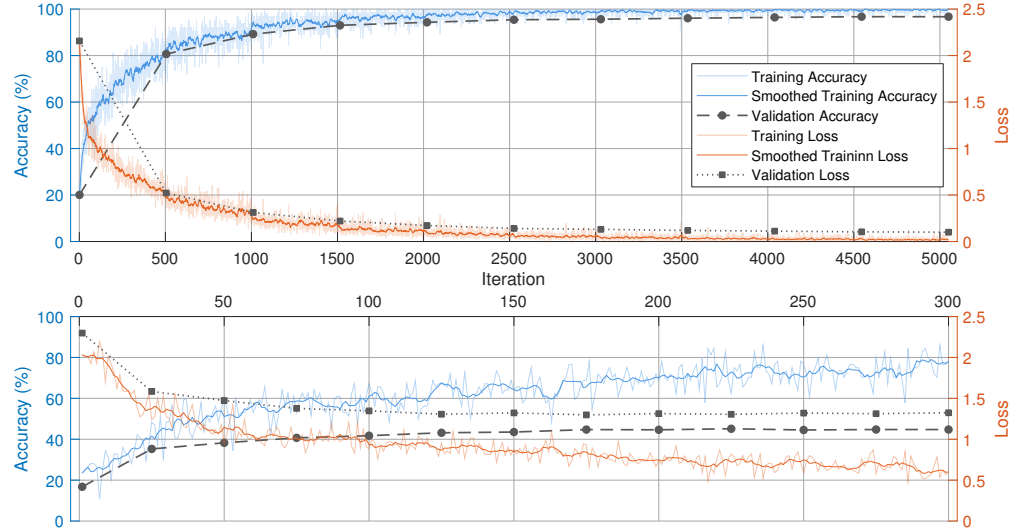 100
80
60
40
20
0
Accuracy (%)
2.5
2
1.5
1
0.5
0
Loss
Training Accuracy
Smoothed Training Accuracy
Validation Accuracy
Training Loss
Smoothed Traininn Loss
Validation Loss
0 500 1000 1500 2000 2500 3000 3500 4000 4500 5000
Iteration
0 50 100 150 200 250 300
100
80
60
40
20
0
Accuracy (%)
2.5
2
1.5
1
0.5
0
Loss